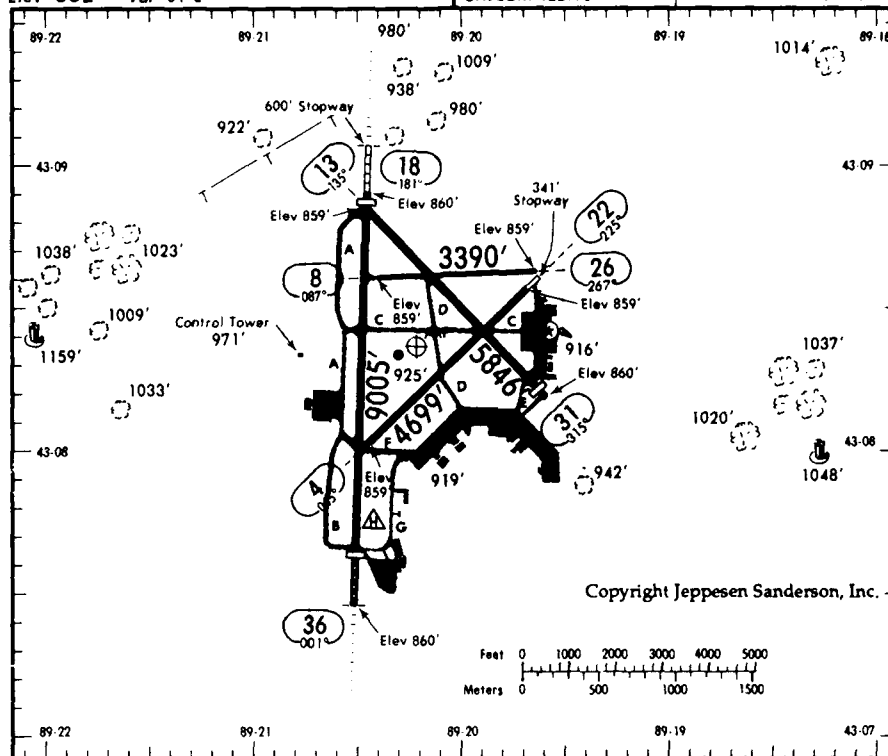 89-22 89-21 980' 89-20 89-19 89-18
1014'
1009'
938'
600' Stopway
980'
922'
43-09 43-09
13 135°
18 181°
341' Stopway
22 225°
Elev 859' Elev 860'
Elev 859'
1038' 1023'
A
3390'
26 267°
8 087°
Elev 859'
D
Elev 859'
1009'
Control Tower 971'
C C
916'
1159'
A
9005'
925'
5846'
1037'
Elev 860'
1033'
4699'
D
31 315°
1020'
43-08 43-08
4
Elev 859'
919'
942'
1048'
B H G
Copyright Jeppesen Sanderson, Inc.
36 001°
Elev 860'
Feet 0 1000 2000 3000 4000 5000
Meters 0 500 1000 1500
89-22 89-21 89-20 89-19 43-07